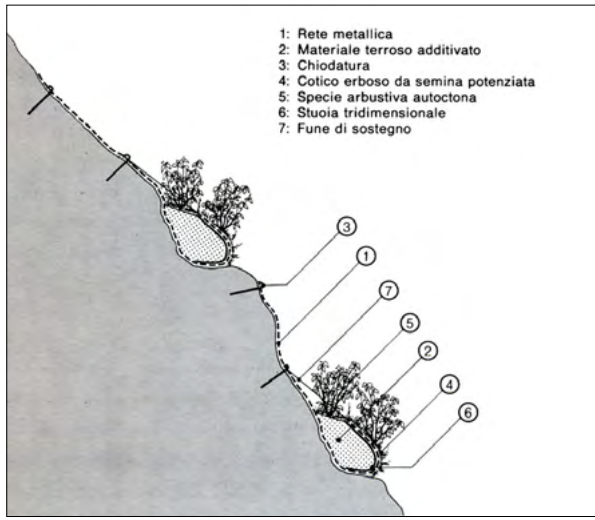 1: Rete metallica
2: Materiale terroso additivato
3: Chiodatura
4: Cotico erboso da semina potenziata
5: Specie arbustiva autoctona
6: Stuoia tridimensionale
7: Fune di sostegno
3
1
7
5
2
4
6